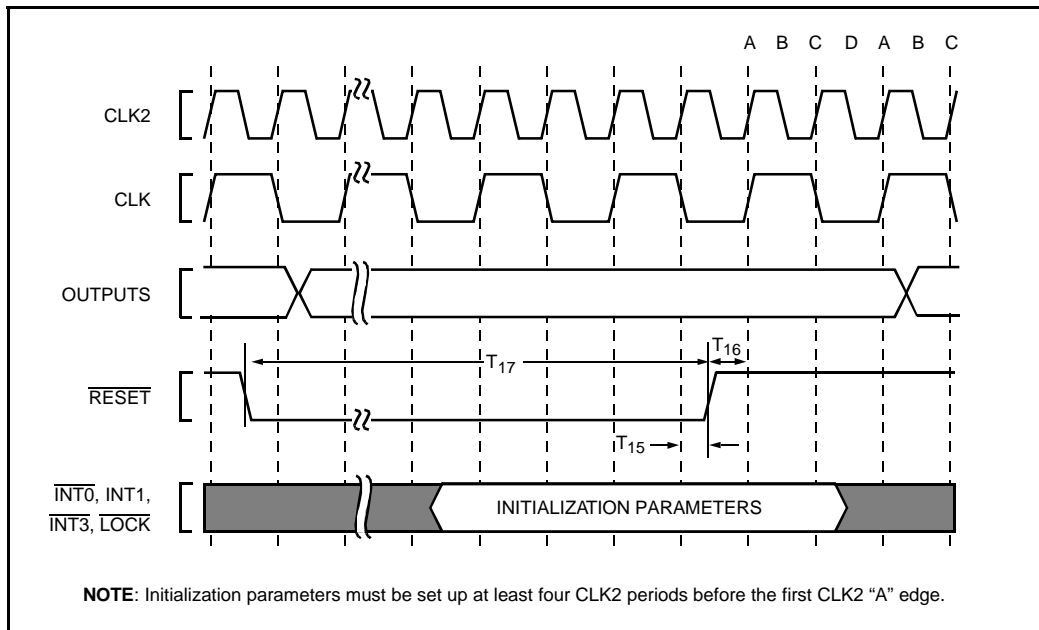 A B C D A B C
CLK2
CLK
OUTPUTS
T17
T16
RESET
T15
INT0, INT1,
INT3, LOCK
INITIALIZATION PARAMETERS
NOTE: Initialization parameters must be set up at least four CLK2 periods before the first CLK2 “A” edge.